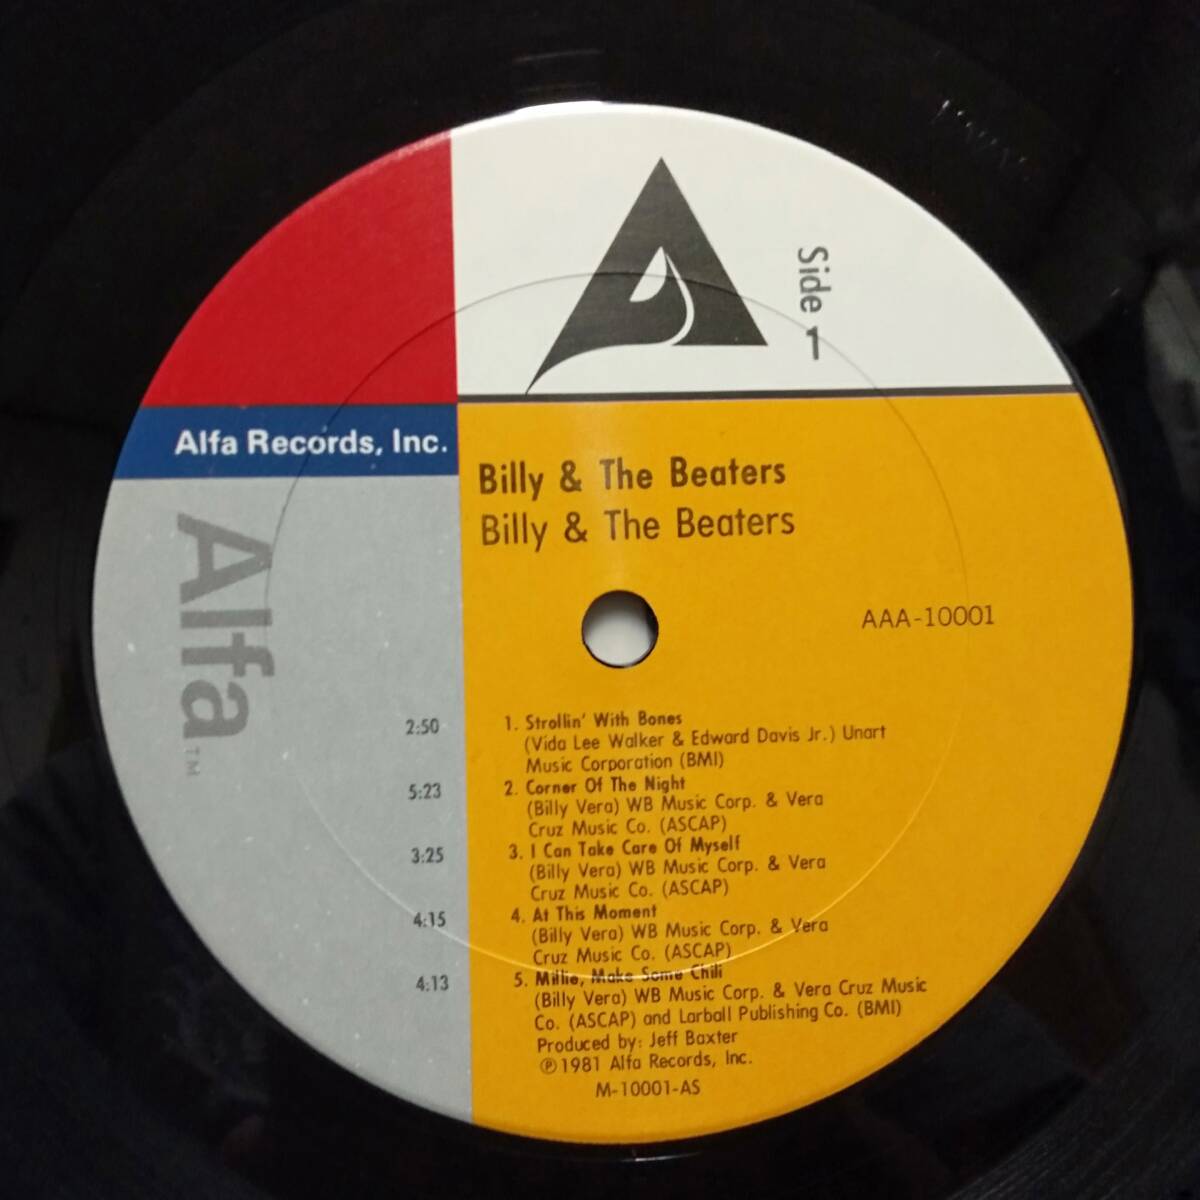 Side 1
Alfa Records, Inc.
Alfa™
Billy & The Beaters
Billy & The Beaters
AAA-10001
2:50 1. Strollin' With Bones
(Vida Lee Walker & Edward Davis Jr.) Unart
Music Corporation (BMI)
5:23 2. Corner Of The Night
(Billy Vera) WB Music Corp. & Vera
Cruz Music Co. (ASCAP)
3:25 3. I Can Take Care Of Myself
(Billy Vera) WB Music Corp. & Vera
Cruz Music Co. (ASCAP)
4:15 4. At This Moment
(Billy Vera) WB Music Corp. & Vera
Cruz Music Co. (ASCAP)
4:13 5. Millie, Make Some Chili
(Billy Vera) WB Music Corp. & Vera Cruz Music
Co. (ASCAP) and Larball Publishing Co. (BMI)
Produced by: Jeff Baxter
℗1981 Alfa Records, Inc.
M-10001-AS